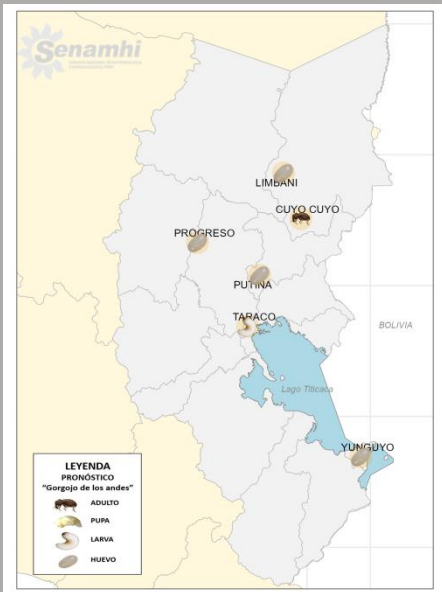 Senamhi
LIMBANI
CUYO CUYO
PROGRESO
PUTINA
TARACO
BOLIVIA
Lago Titicaca
YUNGUYO
LEYENDA
PRONÓSTICO
"Gorgojo de los andes"
ADULTO
PUPA
LARVA
HUEVO